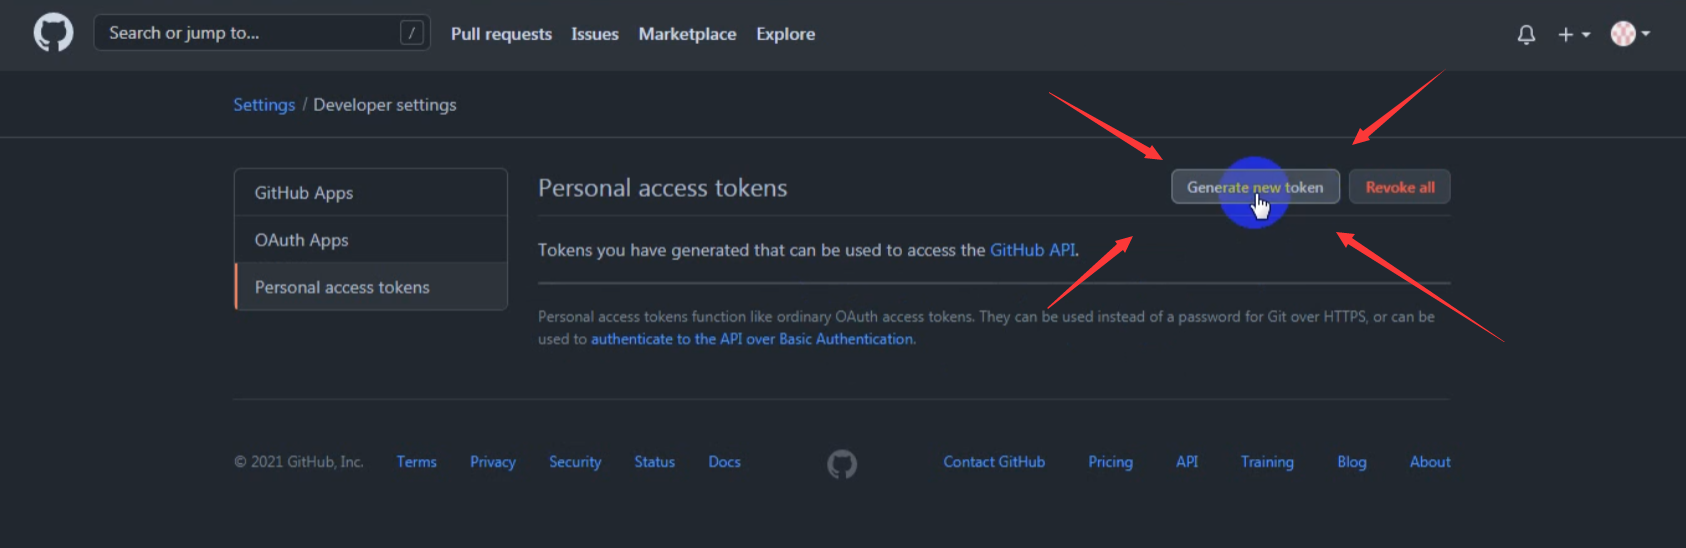 Search or jump to... /
Pull requests Issues Marketplace Explore
Settings / Developer settings
GitHub Apps
OAuth Apps
Personal access tokens
Personal access tokens
Generate new token
Revoke all
Tokens you have generated that can be used to access the GitHub API.
Personal access tokens function like ordinary OAuth access tokens. They can be used instead of a password for Git over HTTPS, or can be
used to authenticate to the API over Basic Authentication.
© 2021 GitHub, Inc. Terms Privacy Security Status Docs Contact GitHub Pricing API Training Blog About